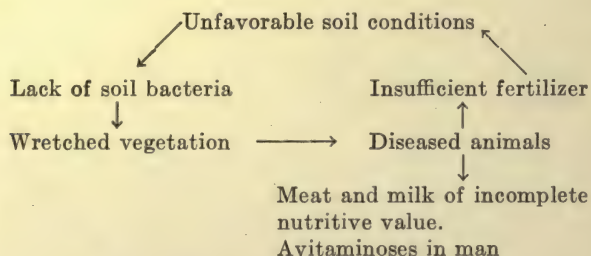 Unfavorable soil conditions
Lack of soil bacteria Insufficient fertilizer
Wretched vegetation Diseased animals
Meat and milk of incomplete
nutritive value.
Avitaminoses in man